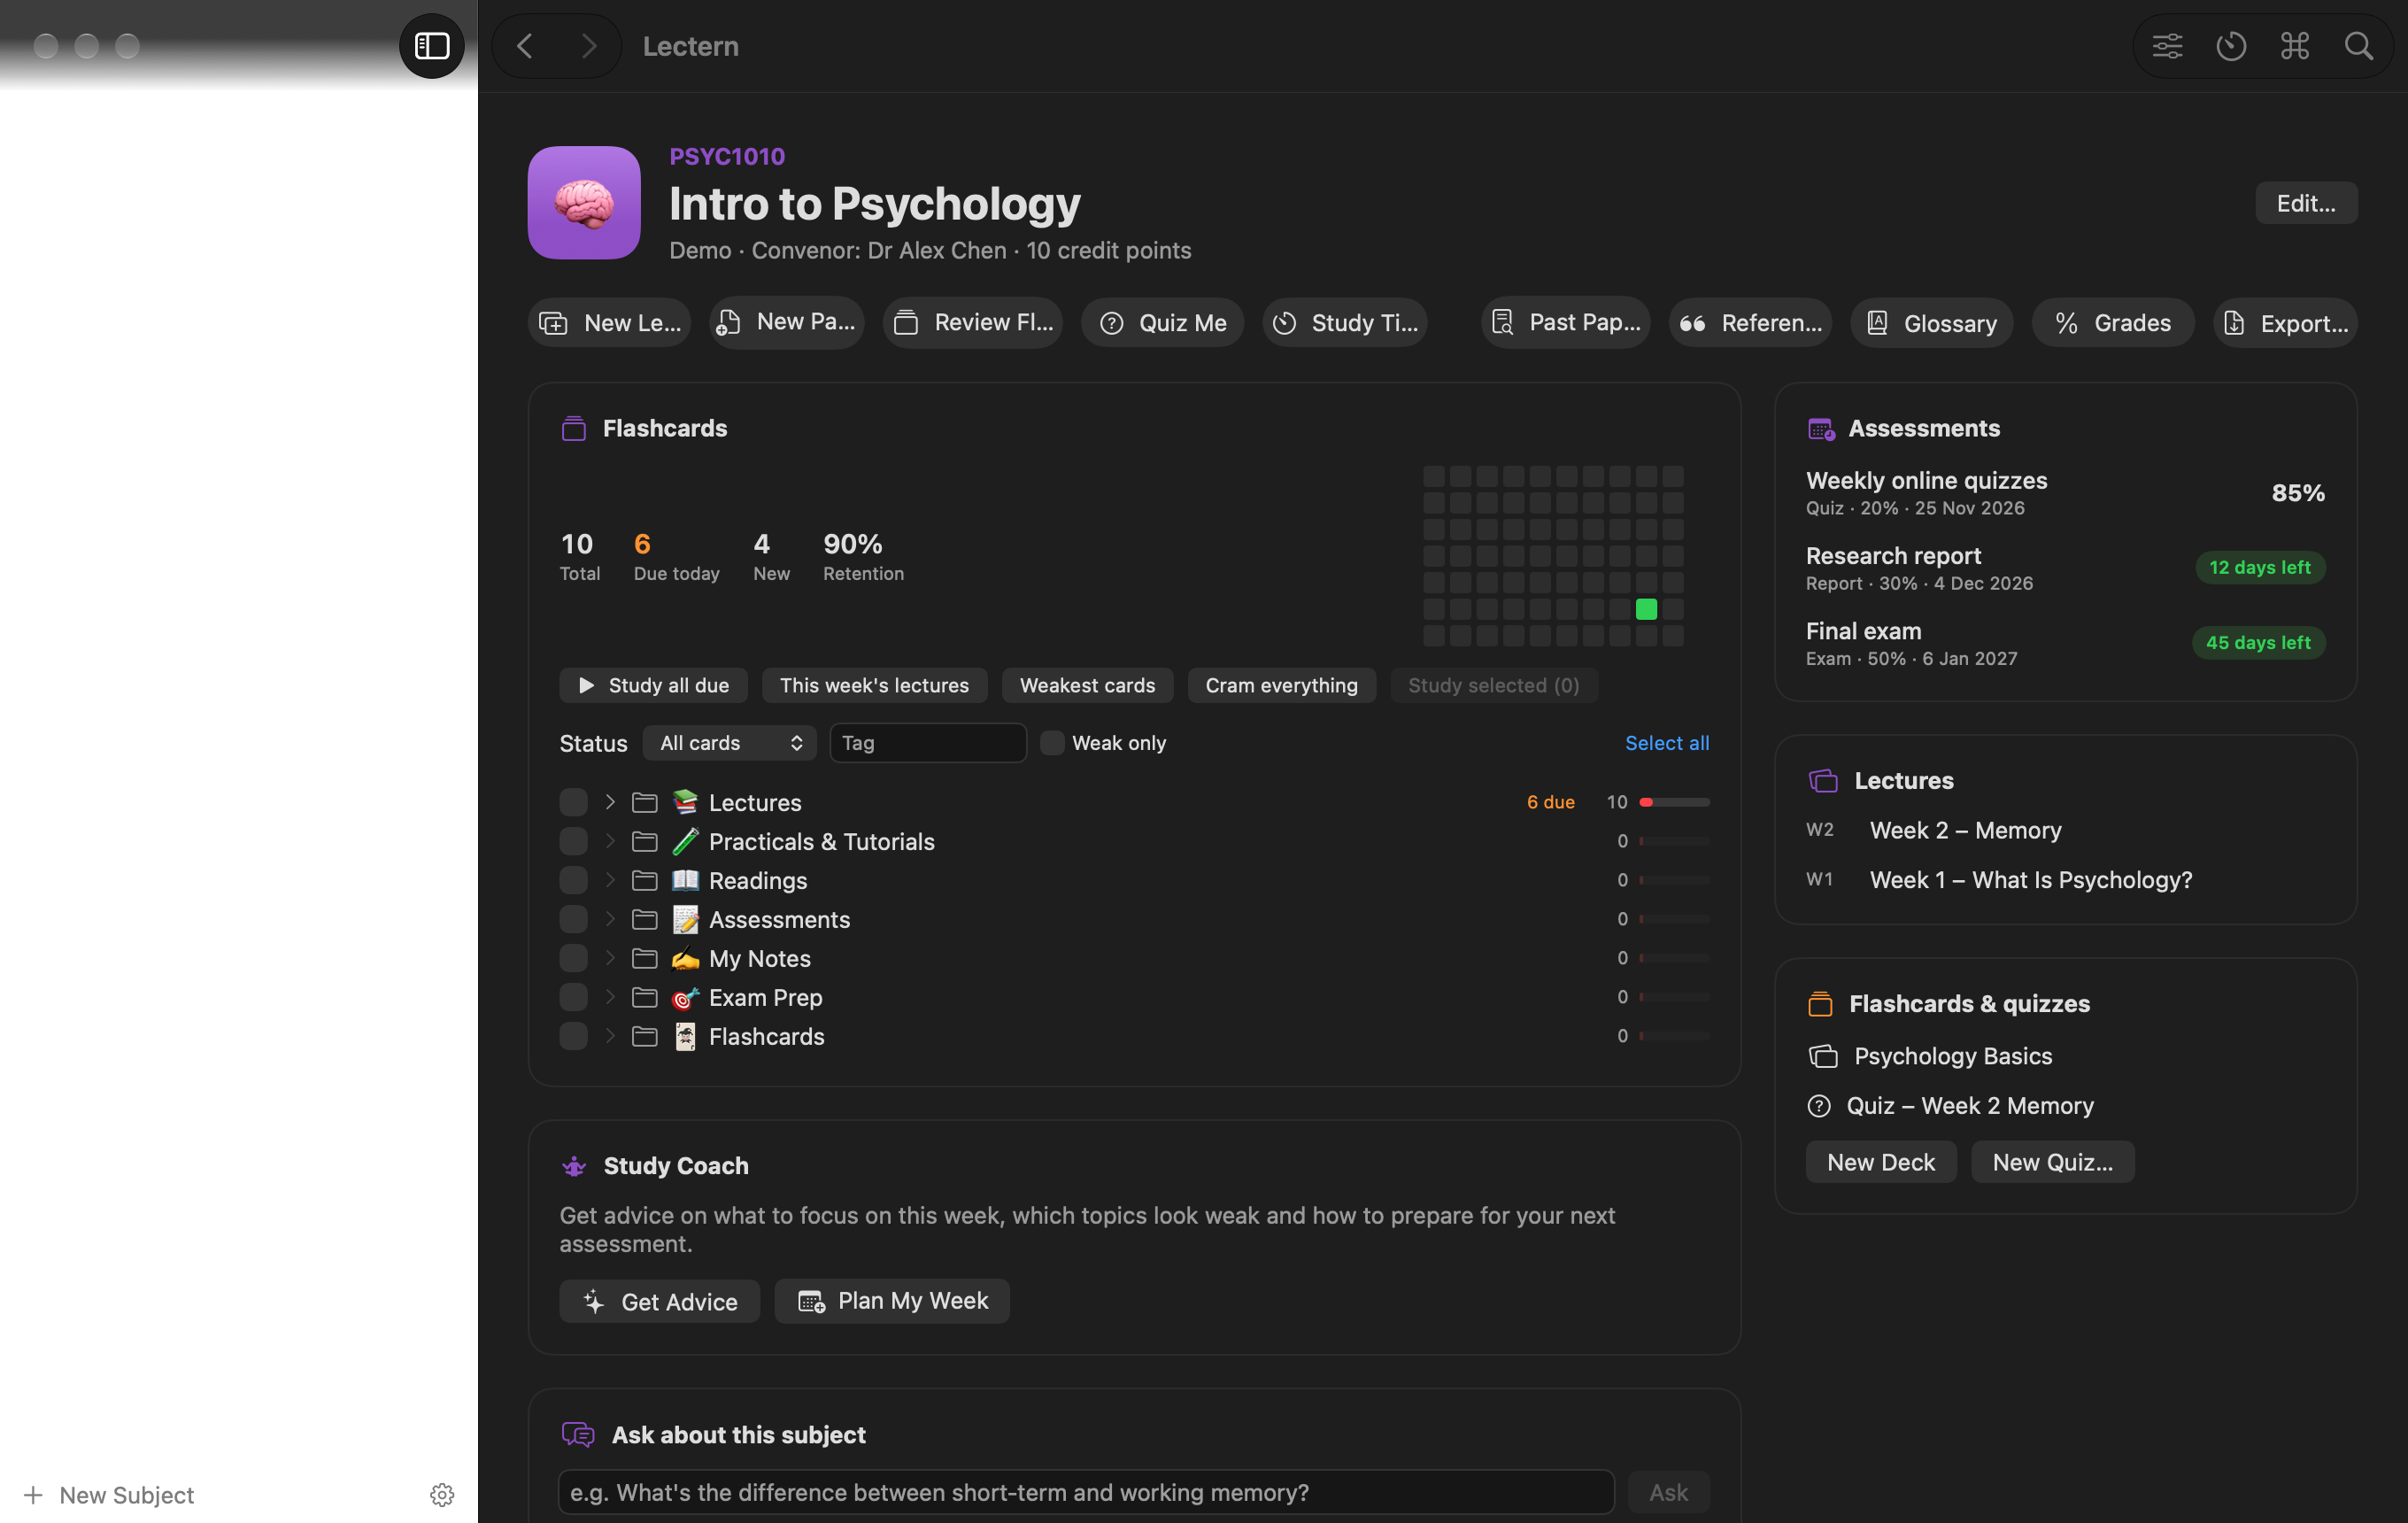 Lectern
PSYC1010
Intro to Psychology
Demo · Convenor: Dr Alex Chen · 10 credit points
Edit...
New Le...
New Pa...
Review Fl...
Quiz Me
Study Ti...
Past Pap...
Referen...
Glossary
Grades
Export...
Flashcards
10
Total
6
Due today
4
New
90%
Retention
Study all due
This week's lectures
Weakest cards
Cram everything
Study selected (0)
Status
All cards
Tag
Weak only
Select all
Lectures
6 due
10
Practicals & Tutorials
0
Readings
0
Assessments
0
My Notes
0
Exam Prep
0
Flashcards
0
Study Coach
Get advice on what to focus on this week, which topics look weak and how to prepare for your next
assessment.
Get Advice
Plan My Week
Ask about this subject
e.g. What's the difference between short-term and working memory?
Ask
Assessments
Weekly online quizzes
Quiz · 20% · 25 Nov 2026
85%
Research report
Report · 30% · 4 Dec 2026
12 days left
Final exam
Exam · 50% · 6 Jan 2027
45 days left
Lectures
W2 Week 2 – Memory
W1 Week 1 – What Is Psychology?
Flashcards & quizzes
Psychology Basics
Quiz – Week 2 Memory
New Deck
New Quiz...
New Subject